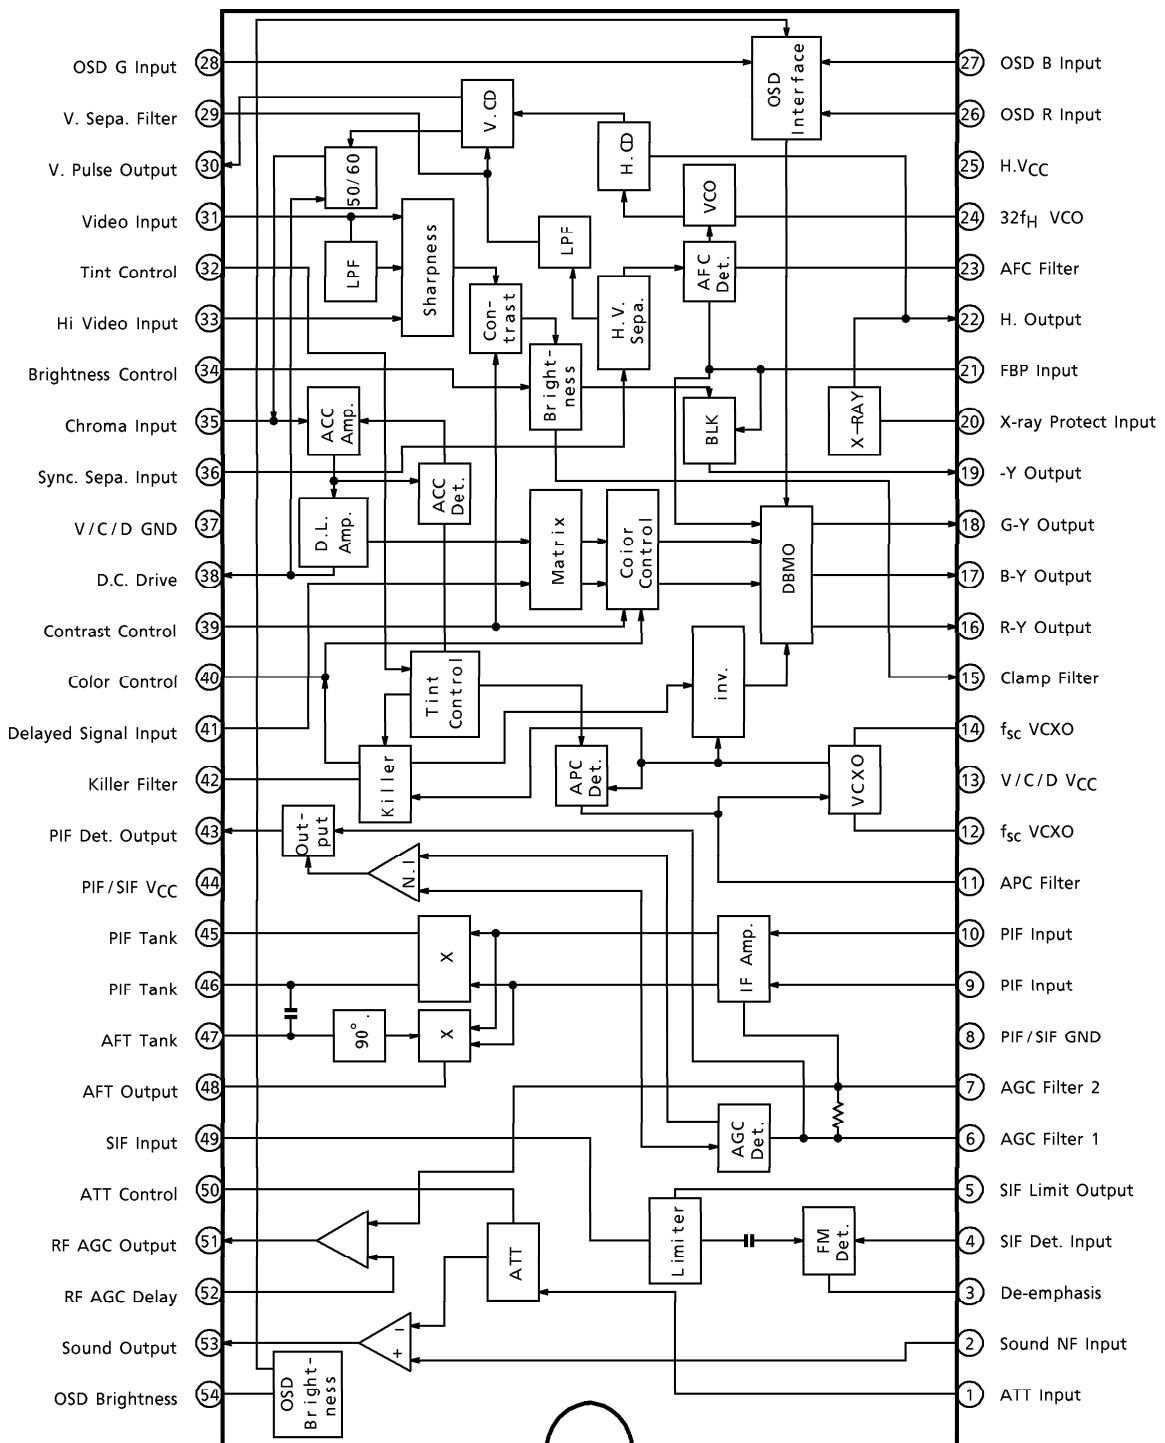 OSD G Input
28
V. Sepa. Filter
29
V. Pulse Output
30
Video Input
31
Tint Control
32
Hi Video Input
33
Brightness Control
34
Chroma Input
35
Sync. Sepa. Input
36
V/C/D GND
37
D.C. Drive
38
Contrast Control
39
Color Control
40
Delayed Signal Input
41
Killer Filter
42
PIF Det. Output
43
PIF/SIF VCC
44
PIF Tank
45
PIF Tank
46
AFT Tank
47
AFT Output
48
SIF Input
49
ATT Control
50
RF AGC Output
51
RF AGC Delay
52
Sound Output
53
OSD Brightness
54
OSD
Interface
V.CD
H.CD
50/60
VCO
LPF
Sharpness
LPF
AFC
Det.
Con-
trast
H.V.
Sepa.
Bright-
ness
ACC
Amp.
BLK
X-RAY
ACC
Det.
D.L.
Amp.
Matrix
Color
Control
DBMO
Tint
Control
inv.
Killer
APC
Det.
VCXO
Out-
put
N.I
X
IF Amp.
90°.
X
AGC
Det.
Limiter
FM
Det.
ATT
+ −
OSD
Bright-
ness
27
OSD B Input
26
OSD R Input
25
H.VCC
24
32fH VCO
23
AFC Filter
22
H. Output
21
FBP Input
20
X-ray Protect Input
19
-Y Output
18
G-Y Output
17
B-Y Output
16
R-Y Output
15
Clamp Filter
14
fsc VCXO
13
V/C/D VCC
12
fsc VCXO
11
APC Filter
10
PIF Input
9
PIF Input
8
PIF/SIF GND
7
AGC Filter 2
6
AGC Filter 1
5
SIF Limit Output
4
SIF Det. Input
3
De-emphasis
2
Sound NF Input
1
ATT Input